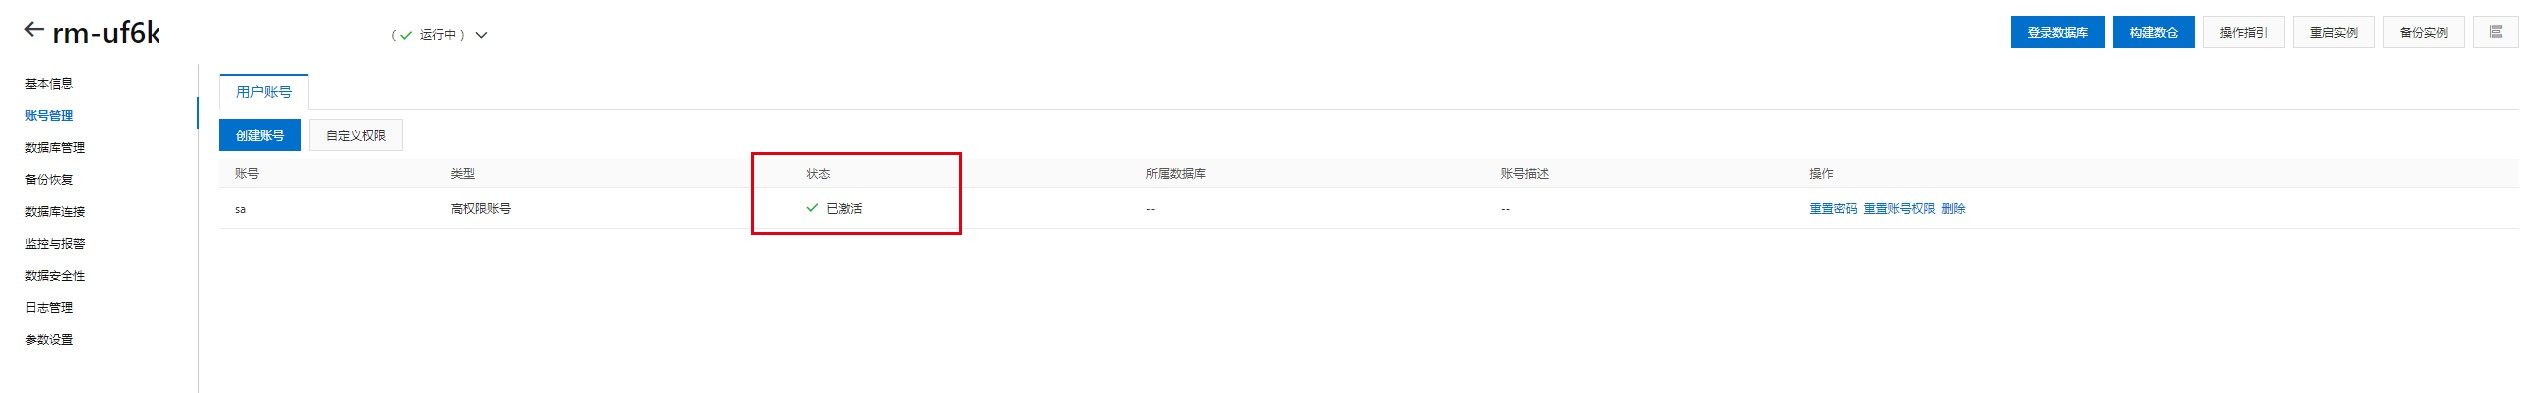 rm-uf6k
( 运行中 )
登录数据库 构建数仓 操作指引 重启实例 备份实例
基本信息
账号管理
数据库管理
备份恢复
数据库连接
监控与报警
数据安全性
日志管理
参数设置
用户账号
创建账号 自定义权限
账号 类型 状态 所属数据库 账号描述 操作
sa 高权限账号 已激活 -- -- 重置密码 重置账号权限 删除